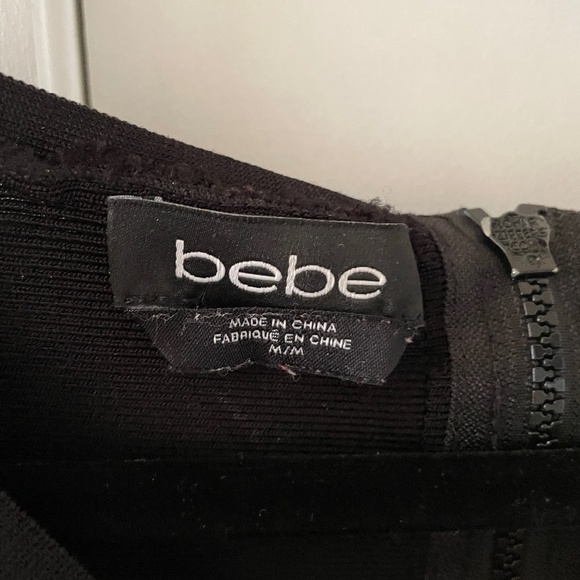 bebe
MADE IN CHINA
FABRIQUÉ EN CHINE
M/M